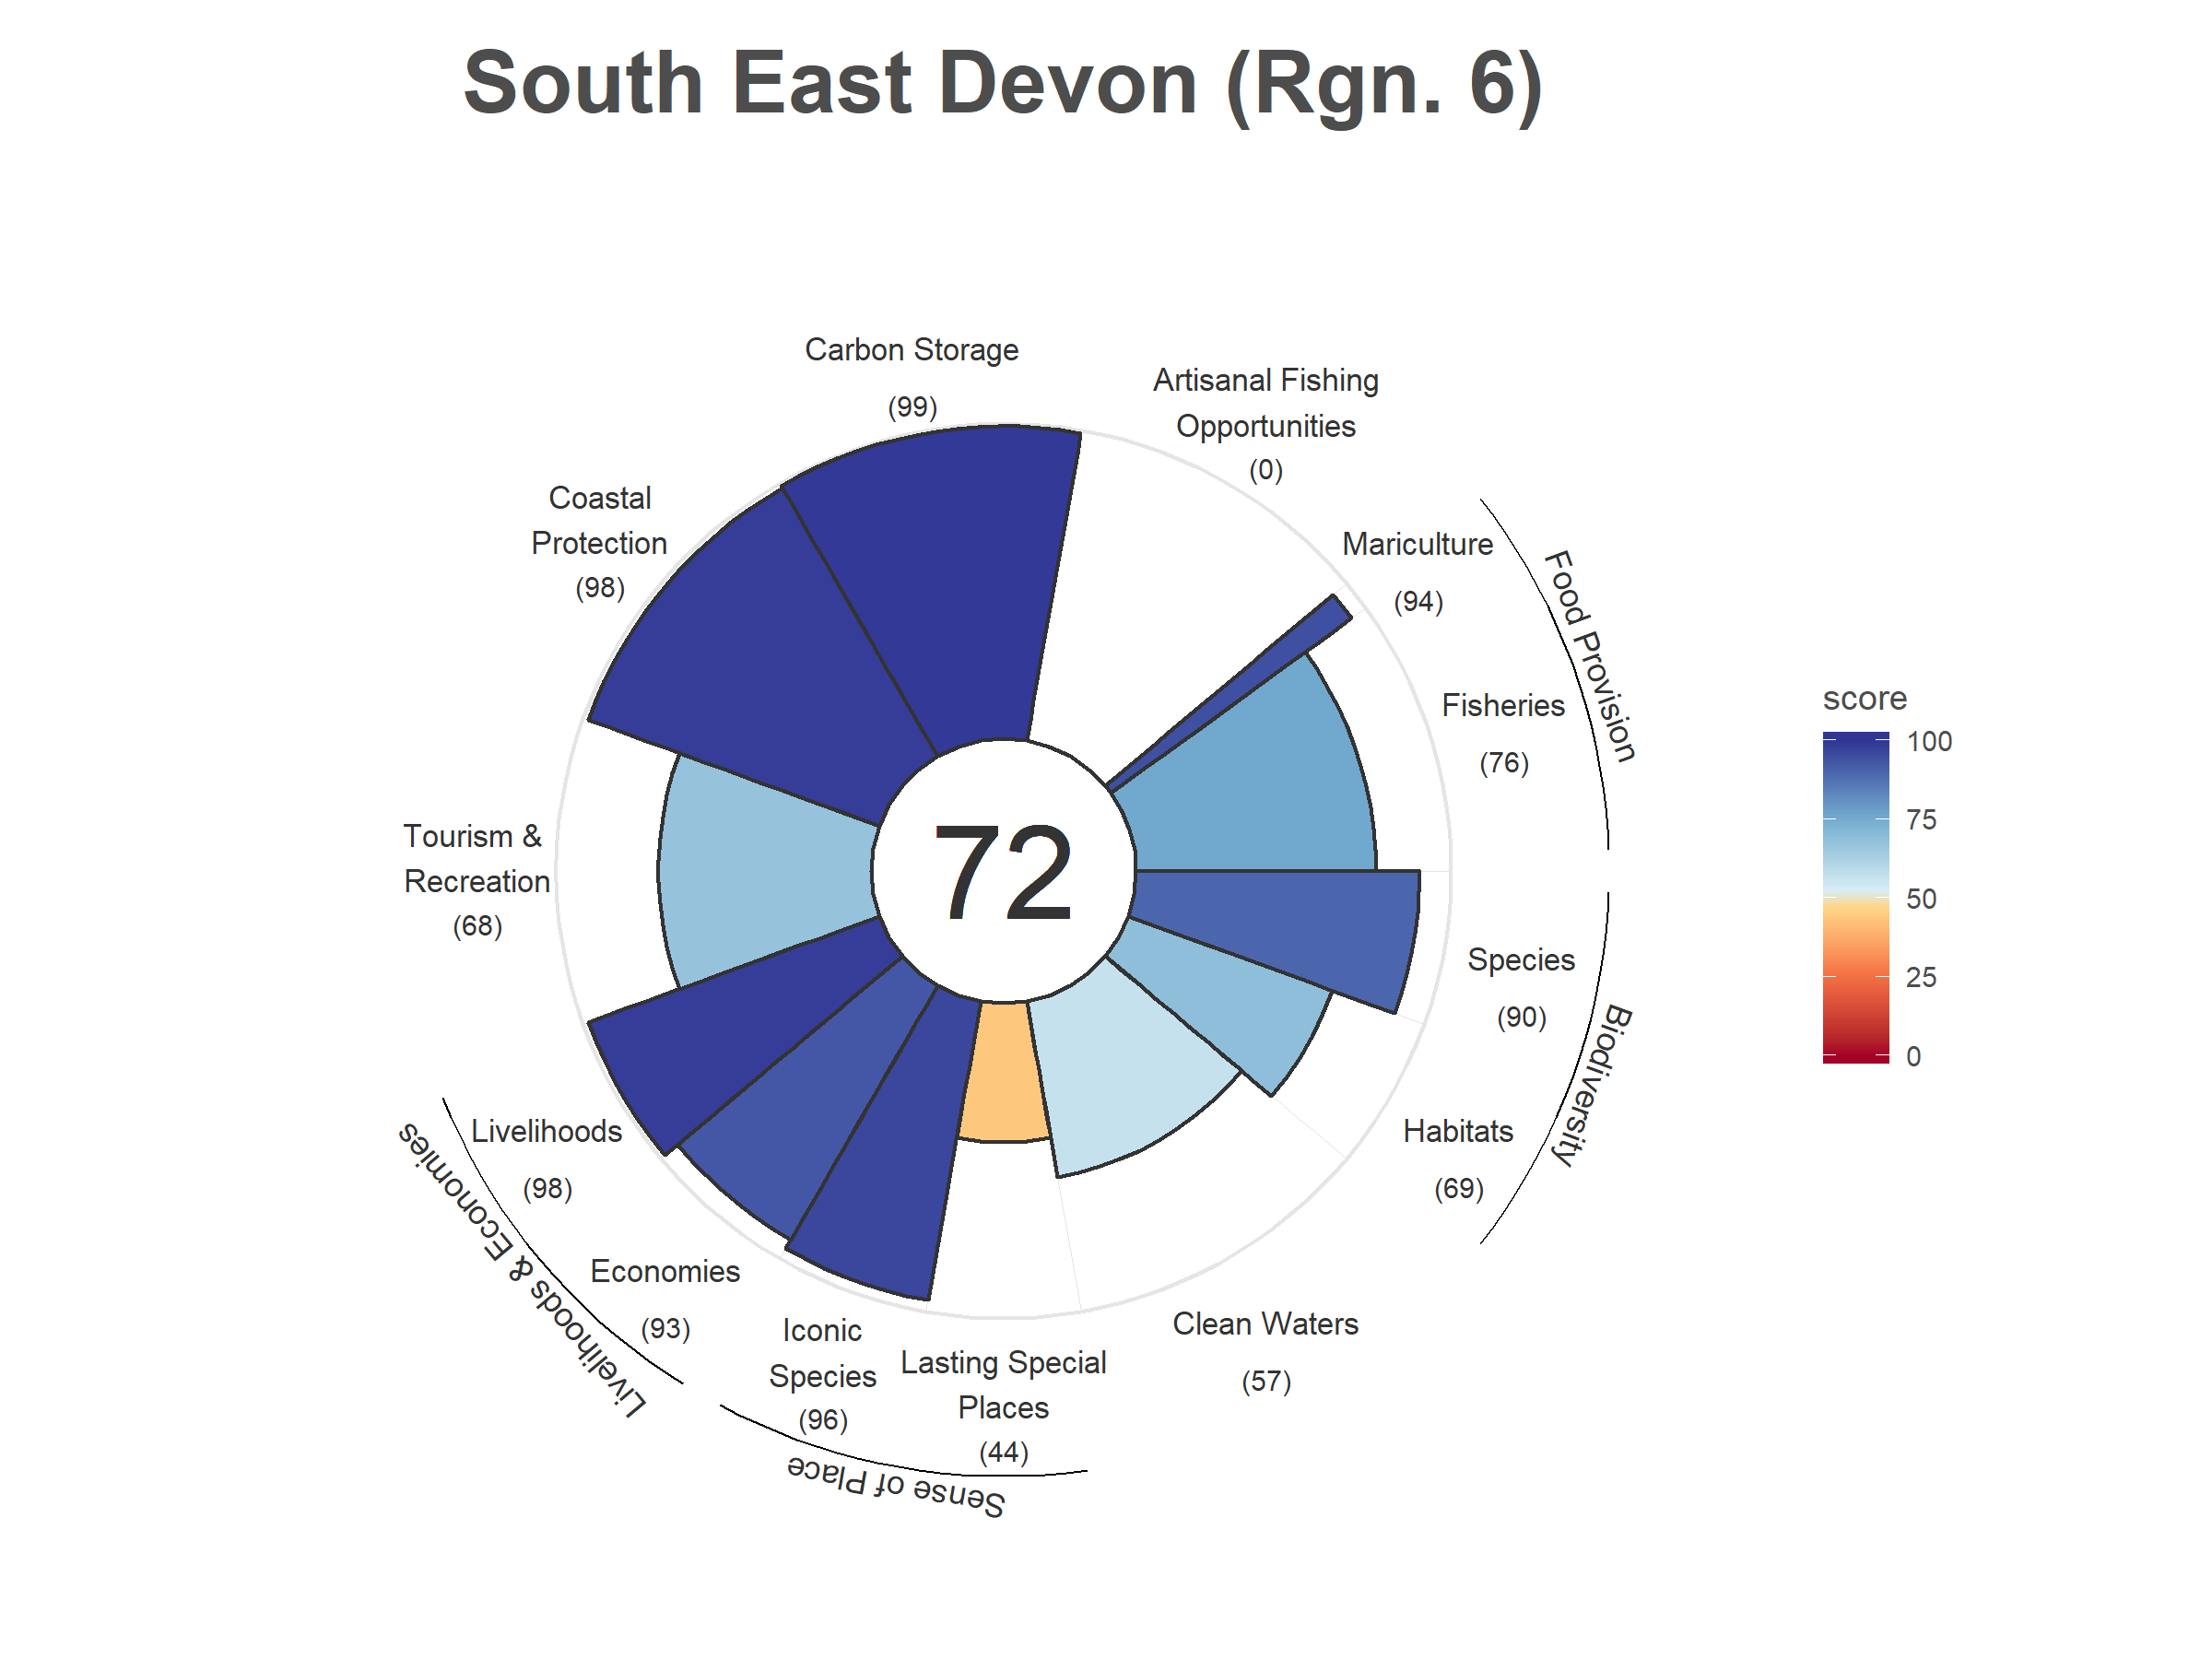 South East Devon (Rgn. 6)
Carbon Storage
(99)
Artisanal Fishing
Opportunities
(0)
Coastal
Protection
(98)
Mariculture
(94)
Food Provision
Fisheries
(76)
score
100
75
50
25
0
Tourism &
Recreation
(68)
72
Species
(90)
Biodiversity
Habitats
(69)
Livelihoods
(98)
Livelihoods & Economies
Economies
(93)
Iconic
Species
(96)
Lasting Special
Places
(44)
Clean Waters
(57)
Sense of Place